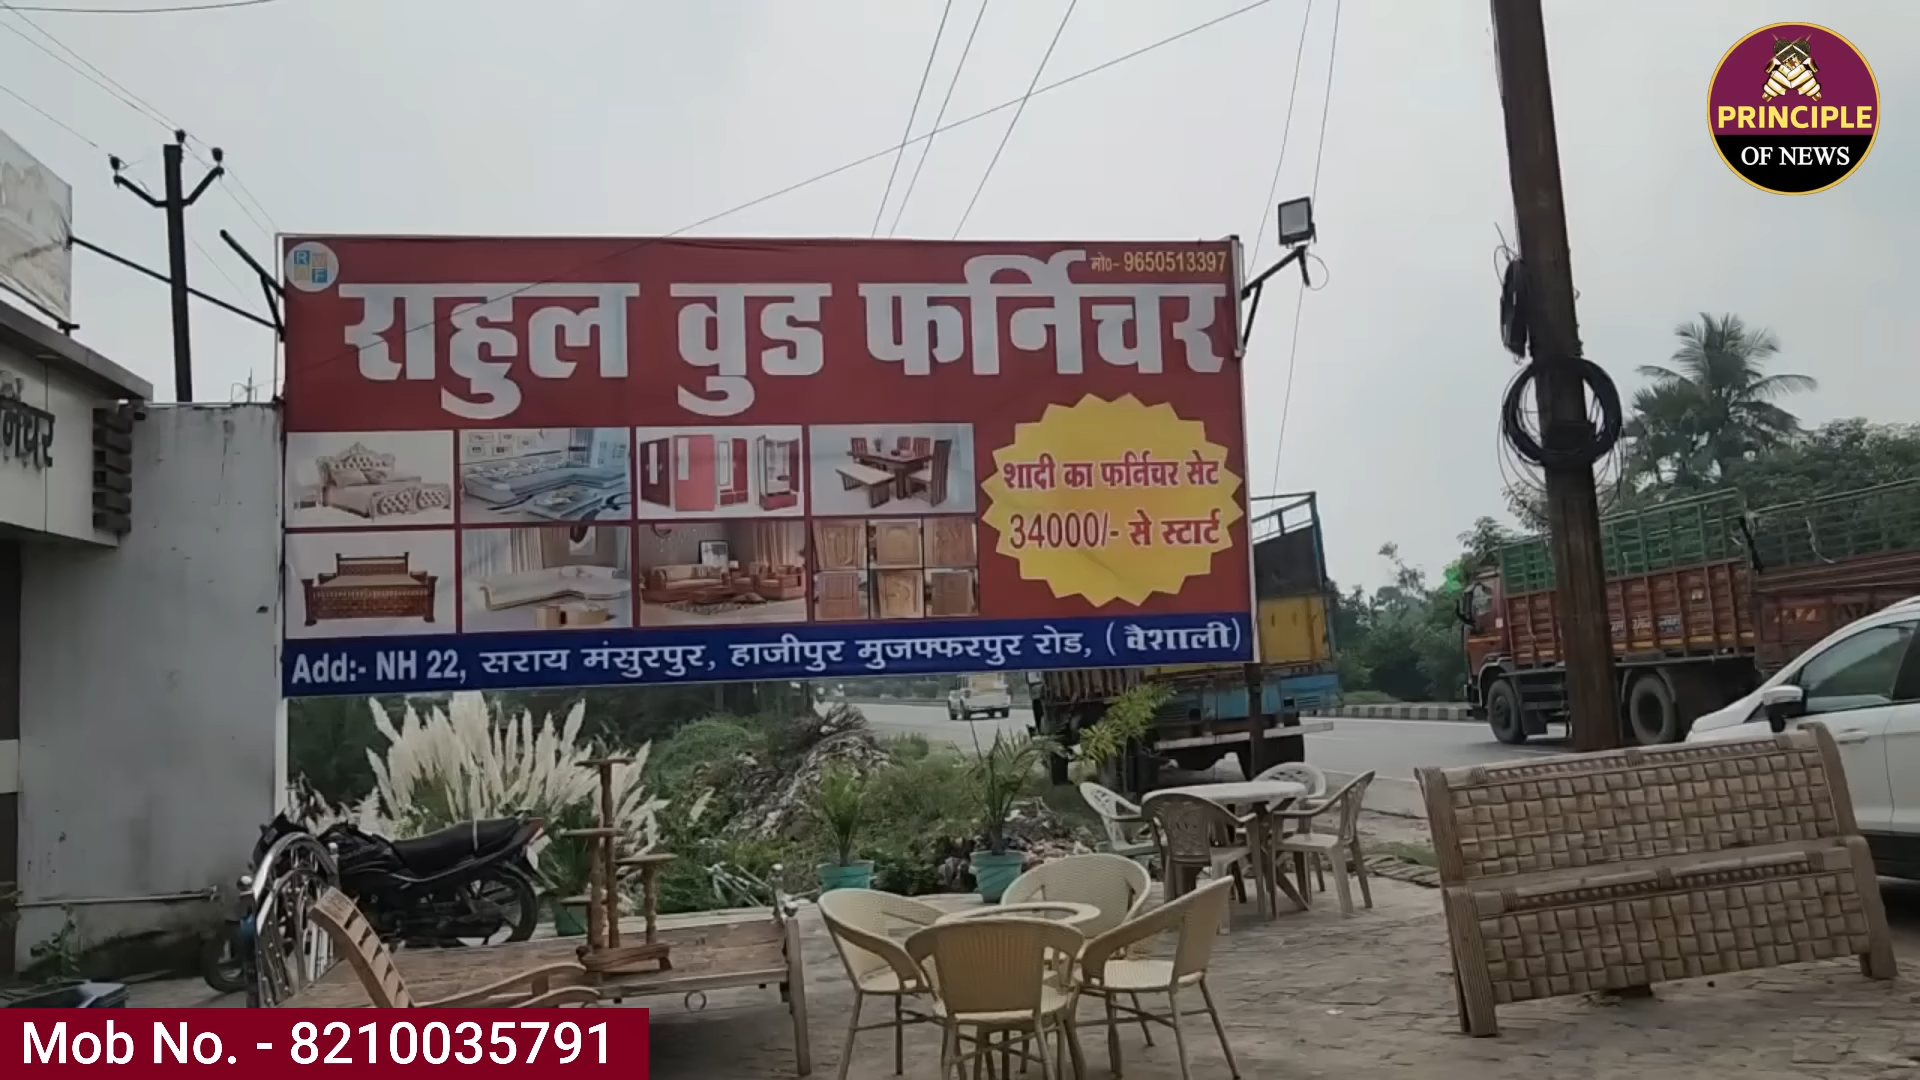 PRINCIPLE
OF NEWS
R
F
मो०- 9650513397
राहुल वुड फर्निचर
शादी का फर्निचर सेट
34000/- से स्टार्ट
Add:- NH 22, सराय मंसुरपुर, हाजीपुर मुजफ्फरपुर रोड, ( वैशाली)
Mob No. - 8210035791